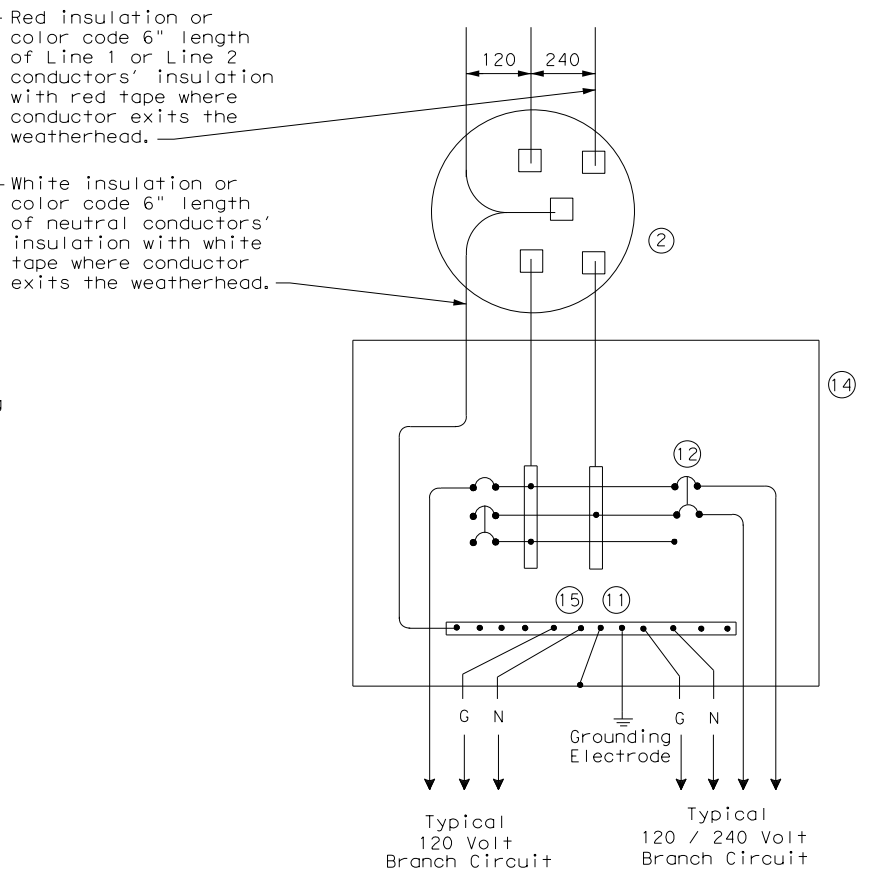 Red insulation or
color code 6" length
of Line 1 or Line 2
conductors' insulation
with red tape where
conductor exits the
weatherhead.
120
240
White insulation or
color code 6" length
of neutral conductors'
insulation with white
tape where conductor
exits the weatherhead.
2
14
12
15
11
G
N
G
N
Grounding
Electrode
Typical
120 Volt
Branch Circuit
Typical
120 / 240 Volt
Branch Circuit